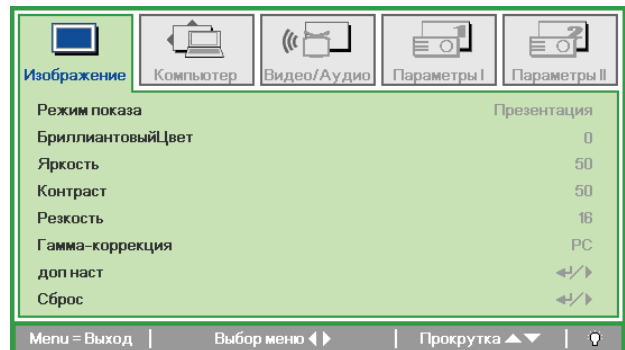 Изображение Компьютер Видео/Аудио Параметры I Параметры II
Режим показа Презентация
БриллиантовыйЦвет 0
Яркость 50
Контраст 50
Резкость 16
Гамма-коррекция PC
доп наст
Сброс
Menu = Выход Выбор меню Прокрутка